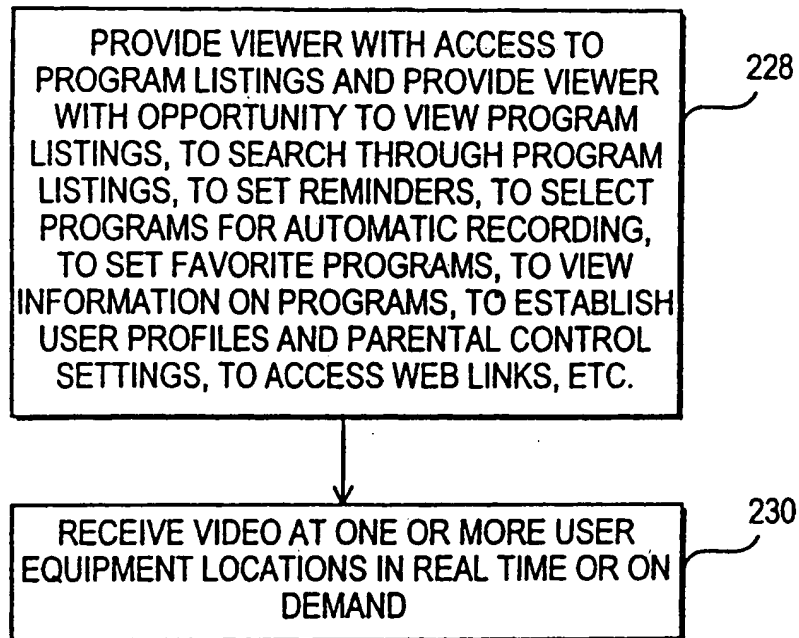 PROVIDE VIEWER WITH ACCESS TO
PROGRAM LISTINGS AND PROVIDE VIEWER
WITH OPPORTUNITY TO VIEW PROGRAM
LISTINGS, TO SEARCH THROUGH PROGRAM
LISTINGS, TO SET REMINDERS, TO SELECT
PROGRAMS FOR AUTOMATIC RECORDING,
TO SET FAVORITE PROGRAMS, TO VIEW
INFORMATION ON PROGRAMS, TO ESTABLISH
USER PROFILES AND PARENTAL CONTROL
SETTINGS, TO ACCESS WEB LINKS, ETC.
228
RECEIVE VIDEO AT ONE OR MORE USER
EQUIPMENT LOCATIONS IN REAL TIME OR ON
DEMAND
230